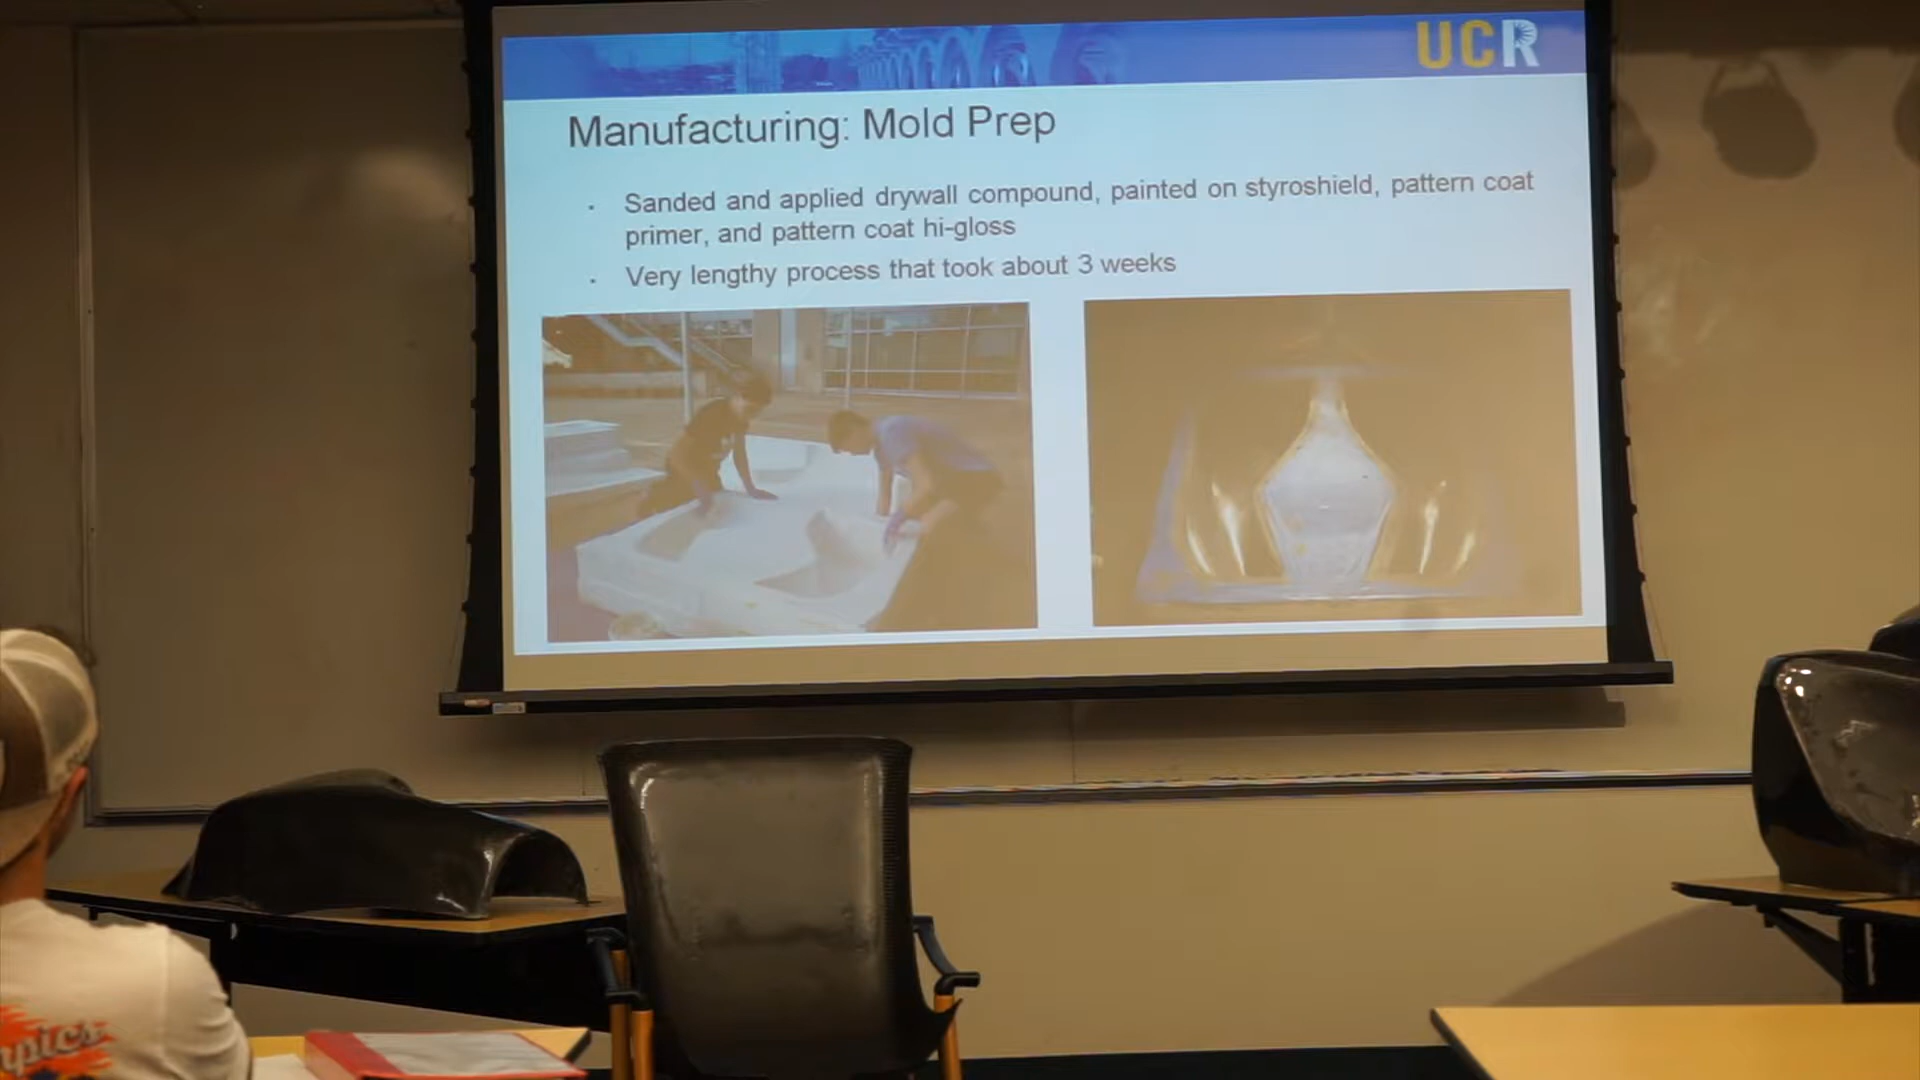 UCR
Manufacturing: Mold Prep
Sanded and applied drywall compound, painted on styroshield, pattern coat
primer, and pattern coat hi-gloss
Very lengthy process that took about 3 weeks